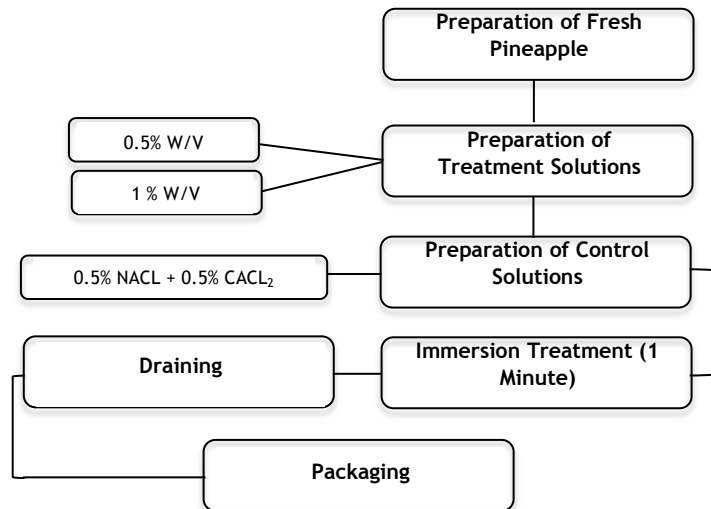 Preparation of Fresh
Pineapple
0.5% W/V
1 % W/V
Preparation of
Treatment Solutions
0.5% NACL + 0.5% CACL₂
Preparation of Control
Solutions
Immersion Treatment (1
Minute)
Draining
Packaging